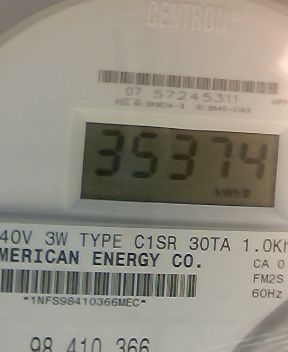 CENTRON®
07 57245311
35374
kWh
40V 3W TYPE C1SR 30TA 1.0Kh
MERICAN ENERGY CO.
CA 0
FM2S
*1NFS98410366MEC*
60Hz
98 410 366